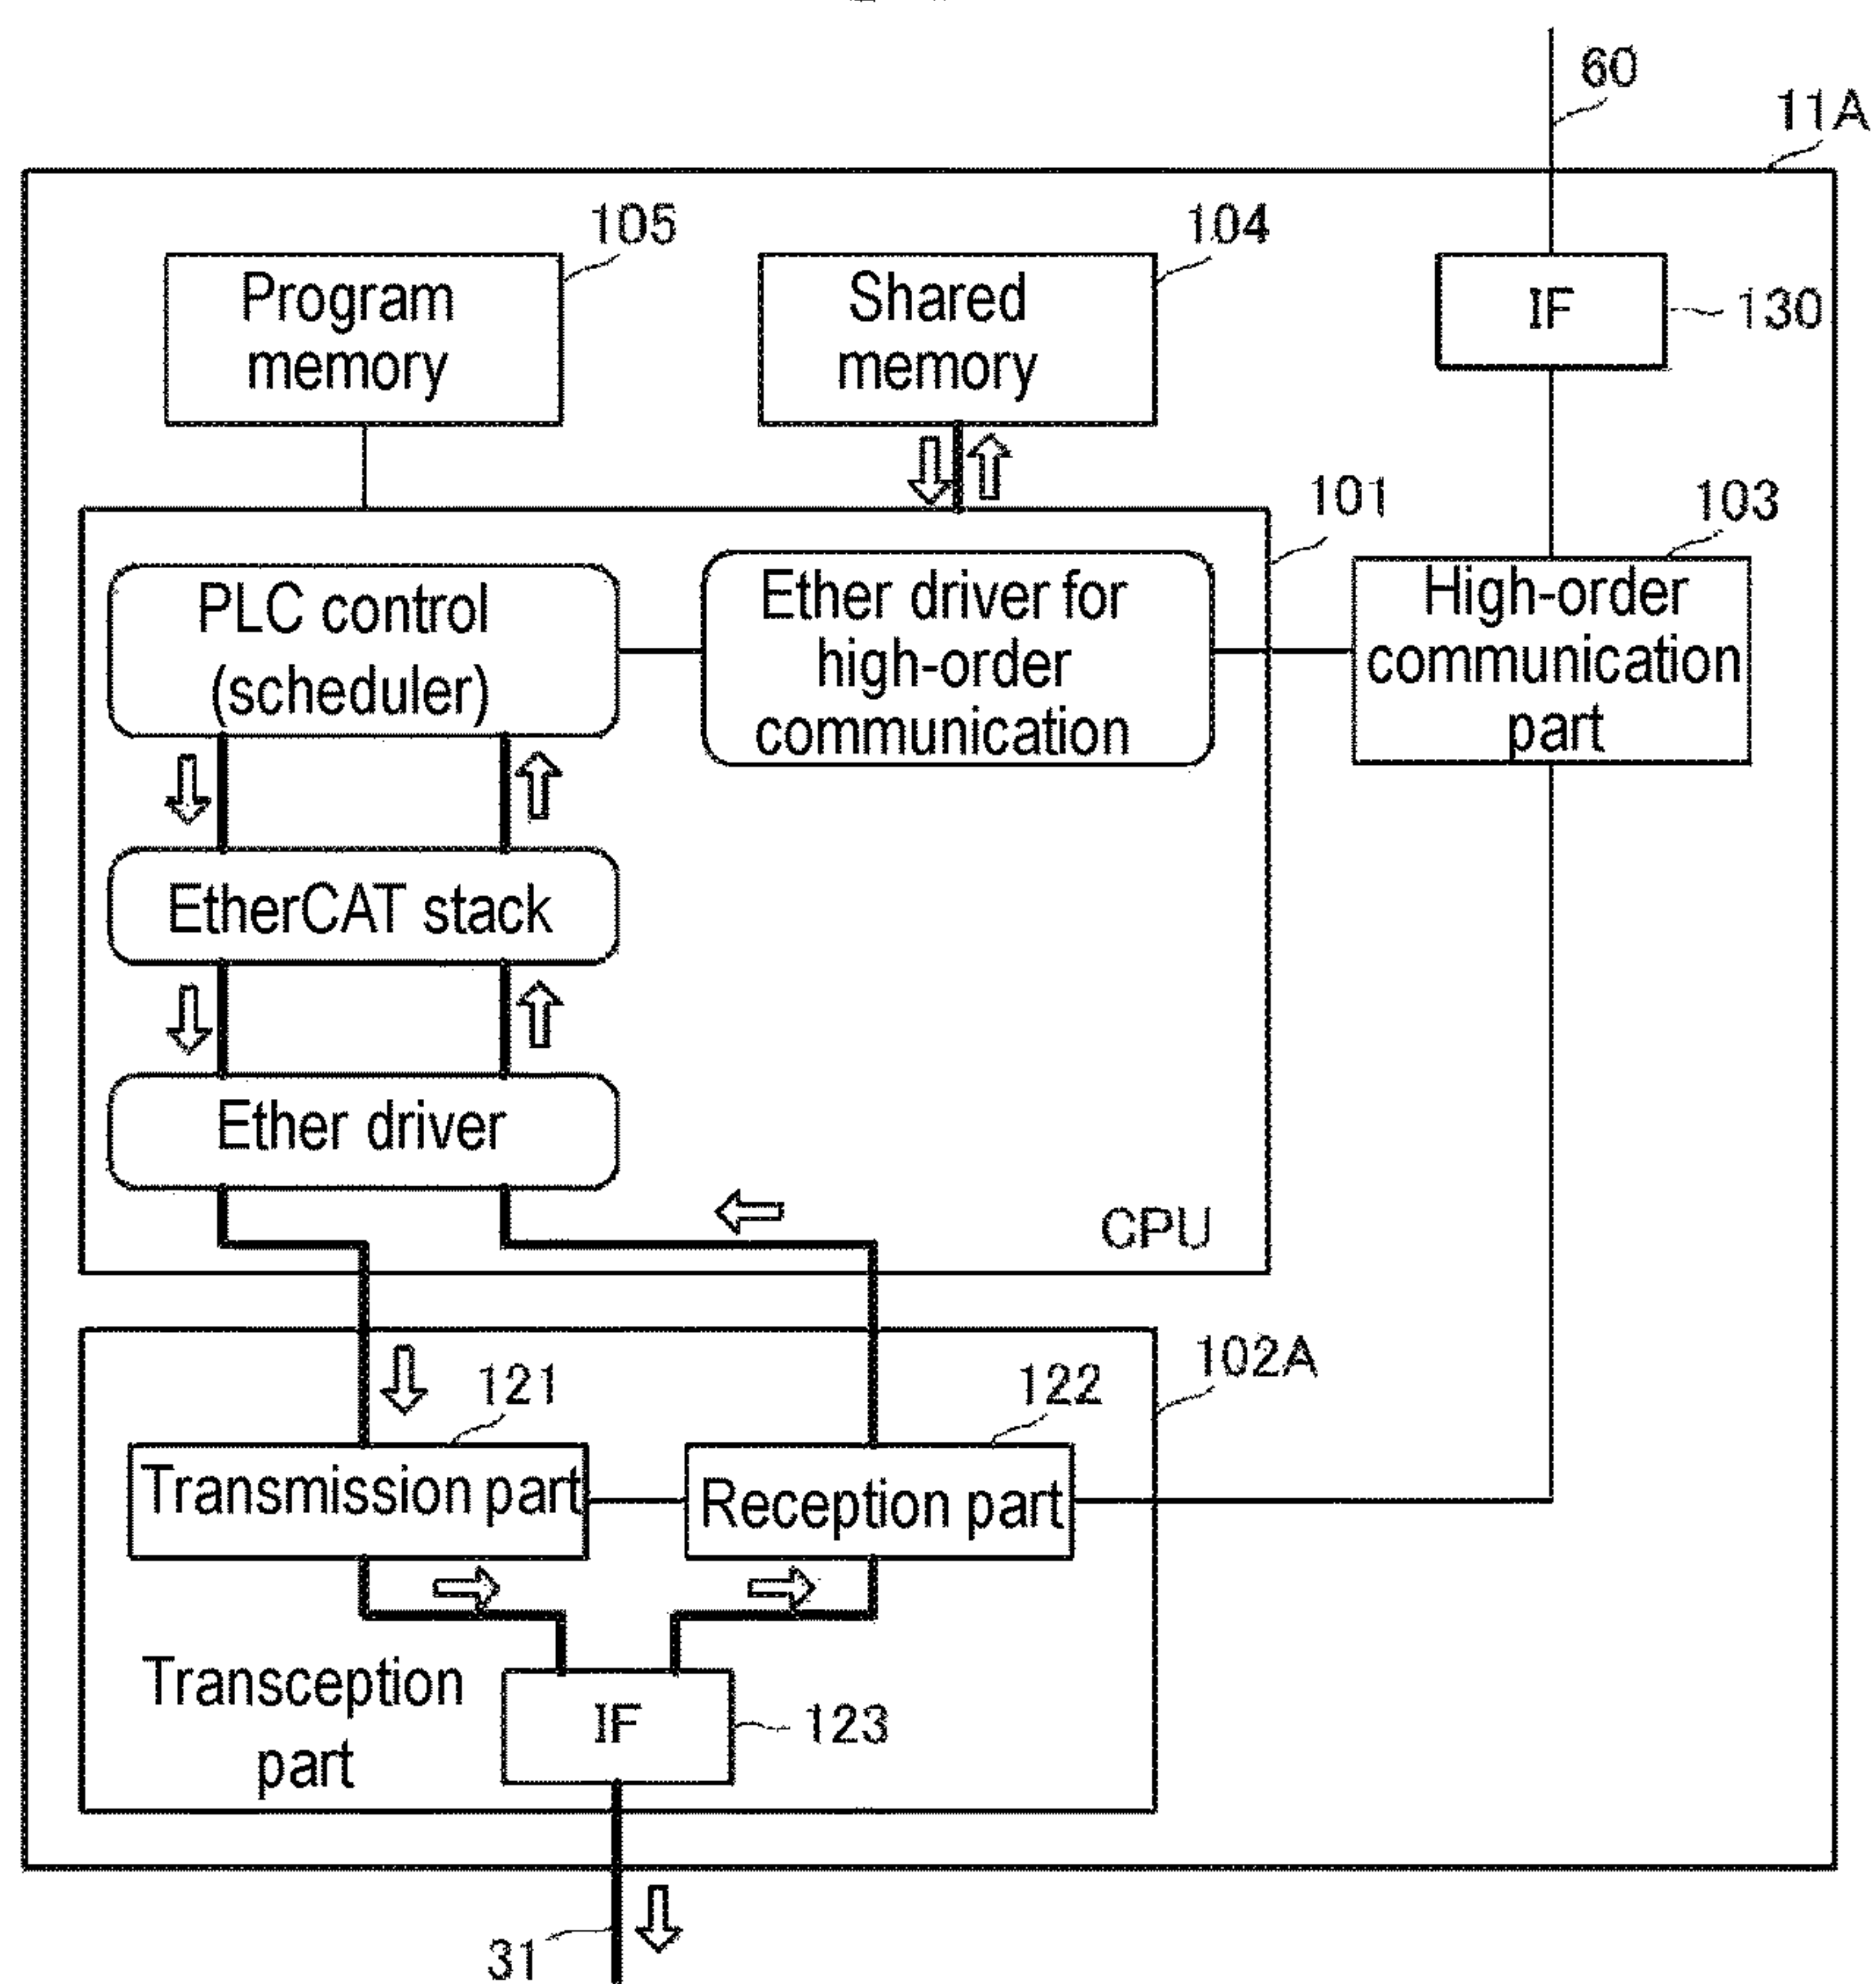 60
11A
105
104
Program
memory
Shared
memory
IF
130
101
103
PLC control
(scheduler)
Ether driver for
high-order
communication
High-order
communication
part
EtherCAT stack
Ether driver
CPU
102A
121
122
Transmission part
Reception part
Transception
part
IF
123
31